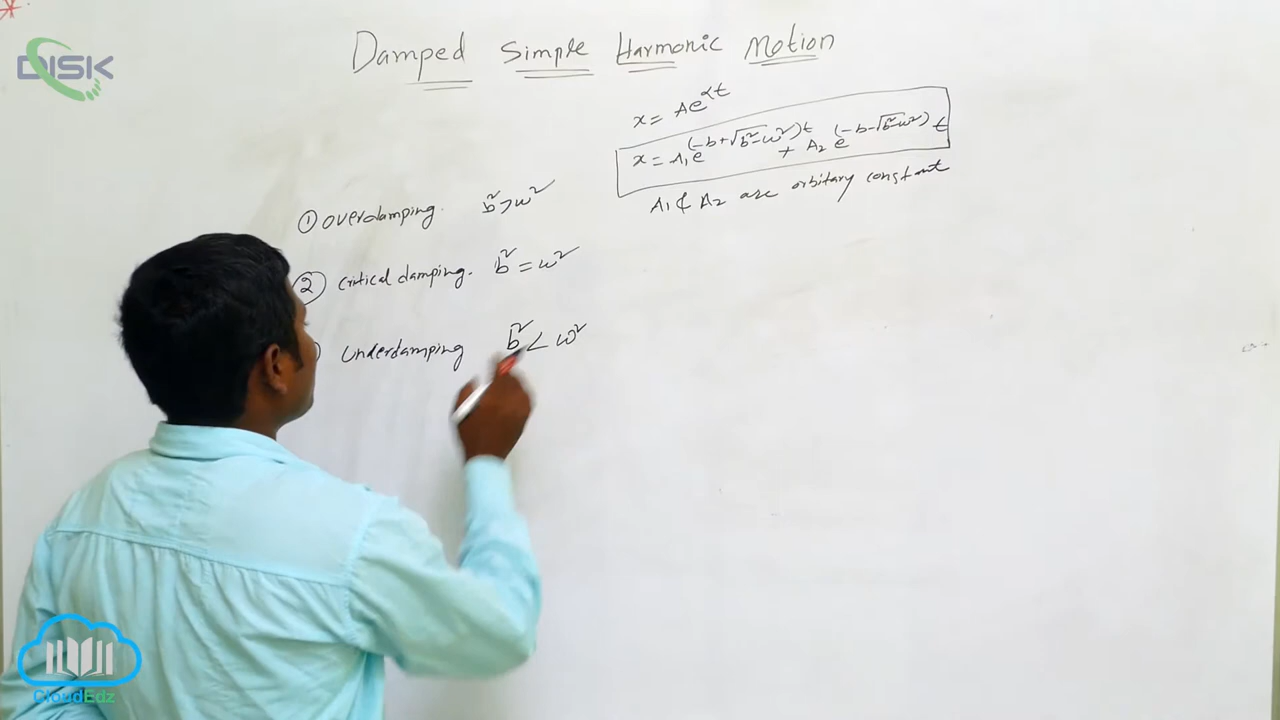 DISK
Damped Simple Harmonic Motion
x = Ae^αt
x = A₁e^(-b+√b²-ω²)t + A₂e^(-b-√b²-ω²)t
A₁ & A₂ are orbitary constant
① overdamping. b²>ω²
② critical damping. b² = ω²
underdamping b² < ω²
CloudEdz